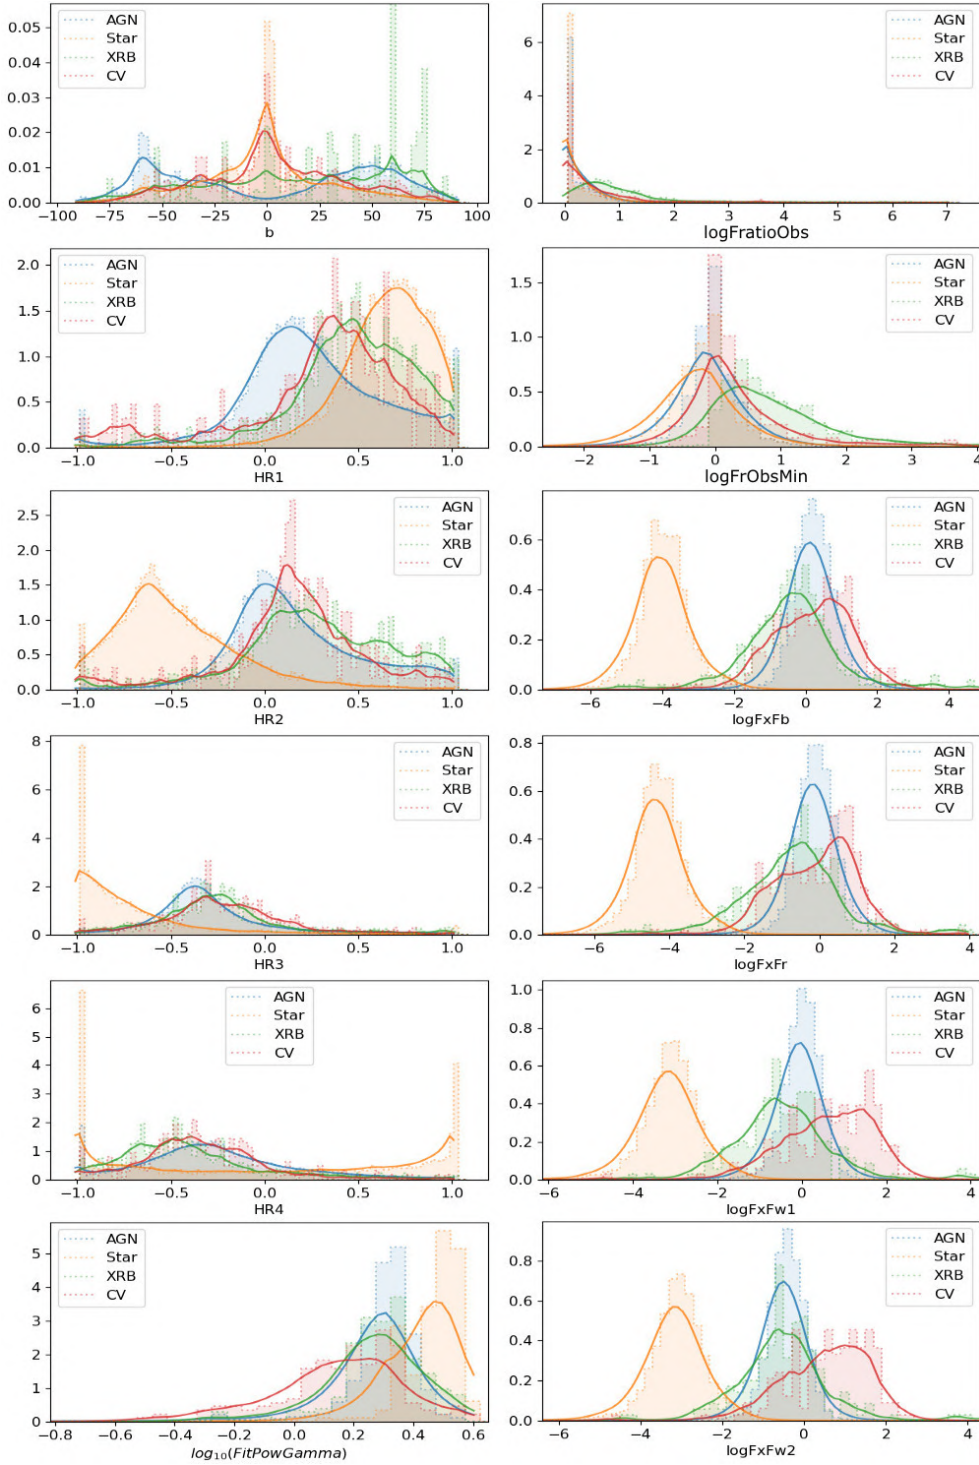 AGN
Star
XRB
CV
0.05
0.04
0.03
0.02
0.01
0.00
−100 −75 −50 −25 0 25 50 75 100
b
AGN
Star
XRB
CV
6
4
2
0
0 1 2 3 4 5 6 7
logFratioObs
AGN
Star
XRB
CV
2.0
1.5
1.0
0.5
0.0
−1.0 −0.5 0.0 0.5 1.0
HR1
AGN
Star
XRB
CV
1.5
1.0
0.5
0.0
−2 −1 0 1 2 3 4
logFrObsMin
AGN
Star
XRB
CV
2.5
2.0
1.5
1.0
0.5
0.0
−1.0 −0.5 0.0 0.5 1.0
HR2
AGN
Star
XRB
CV
0.6
0.4
0.2
0.0
−6 −4 −2 0 2 4
logFxFb
AGN
Star
XRB
CV
8
6
4
2
0
−1.0 −0.5 0.0 0.5 1.0
HR3
AGN
Star
XRB
CV
0.8
0.6
0.4
0.2
0.0
−6 −4 −2 0 2 4
logFxFr
AGN
Star
XRB
CV
6
5
4
3
2
1
0
−1.0 −0.5 0.0 0.5 1.0
HR4
AGN
Star
XRB
CV
1.0
0.8
0.6
0.4
0.2
0.0
−6 −4 −2 0 2 4
logFxFw1
AGN
Star
XRB
CV
5
4
3
2
1
0
−0.8 −0.6 −0.4 −0.2 0.0 0.2 0.4 0.6
log10(FitPowGamma)
AGN
Star
XRB
CV
0.8
0.6
0.4
0.2
0.0
−6 −4 −2 0 2 4
logFxFw2